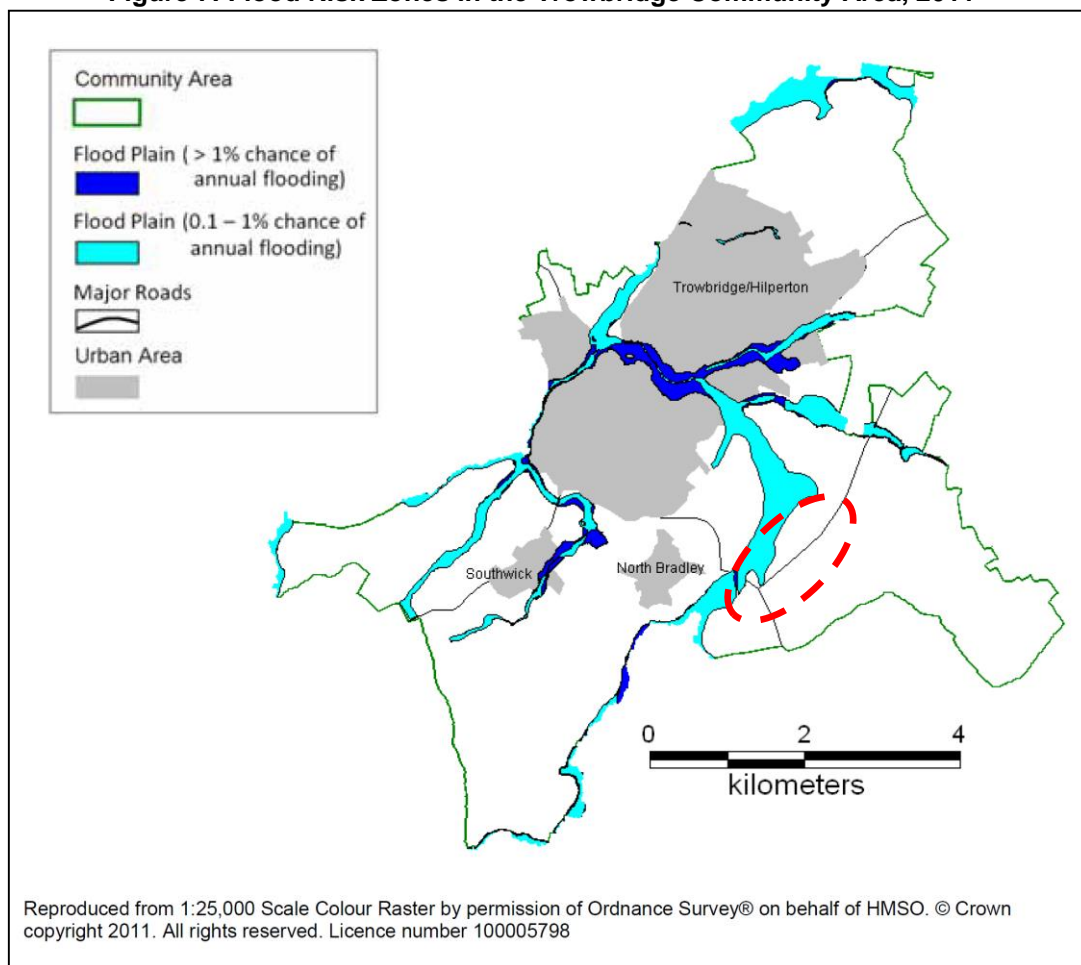 Community Area
Flood Plain ( > 1% chance of
annual flooding)
Flood Plain (0.1 – 1% chance of
annual flooding)
Major Roads
Urban Area
Trowbridge/Hilperton
Southwick
North Bradley
0 2 4
kilometers
Reproduced from 1:25,000 Scale Colour Raster by permission of Ordnance Survey® on behalf of HMSO. © Crown
copyright 2011. All rights reserved. Licence number 100005798